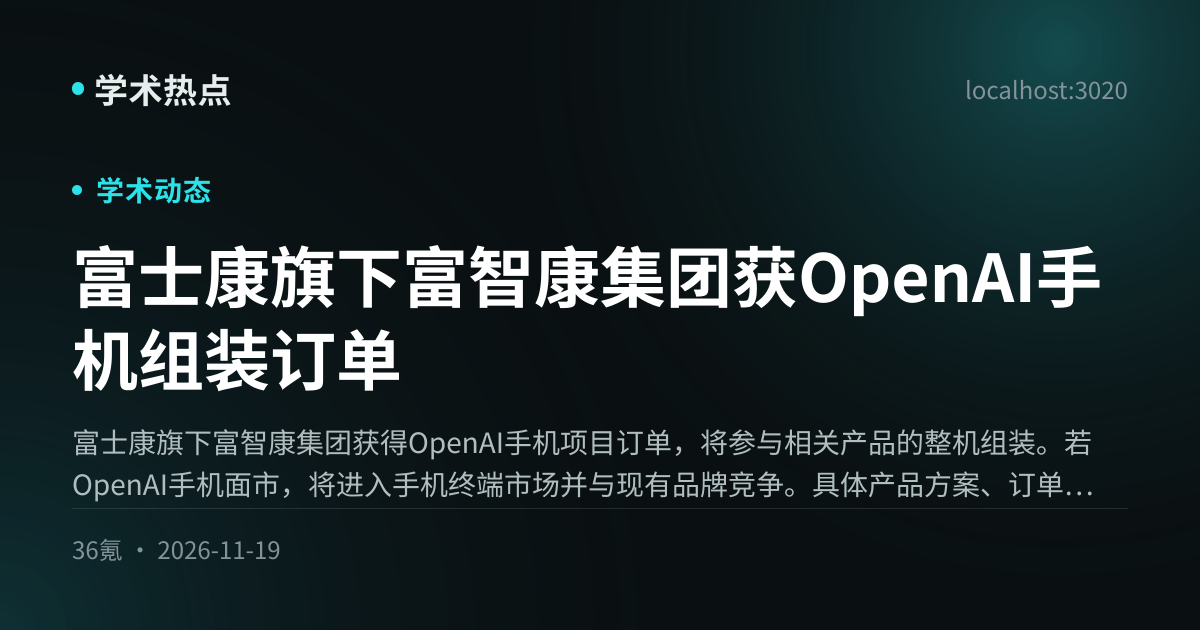 学术热点
localhost:3020
学术动态
富士康旗下富智康集团获OpenAI手
机组装订单
富士康旗下富智康集团获得OpenAI手机项目订单，将参与相关产品的整机组装。若
OpenAI手机面市，将进入手机终端市场并与现有品牌竞争。具体产品方案、订单…
36氪 · 2026-11-19